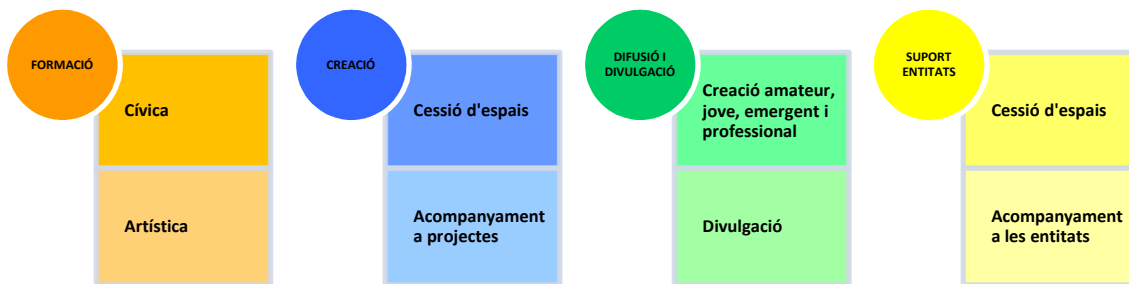 FORMACIÓ
Cívica
Artística
CREACIÓ
Cessió d'espais
Acompanyament
a projectes
DIFUSIÓ I
DIVULGACIÓ
Creació amateur,
jove, emergent i
professional
Divulgació
SUPORT
ENTITATS
Cessió d'espais
Acompanyament
a les entitats